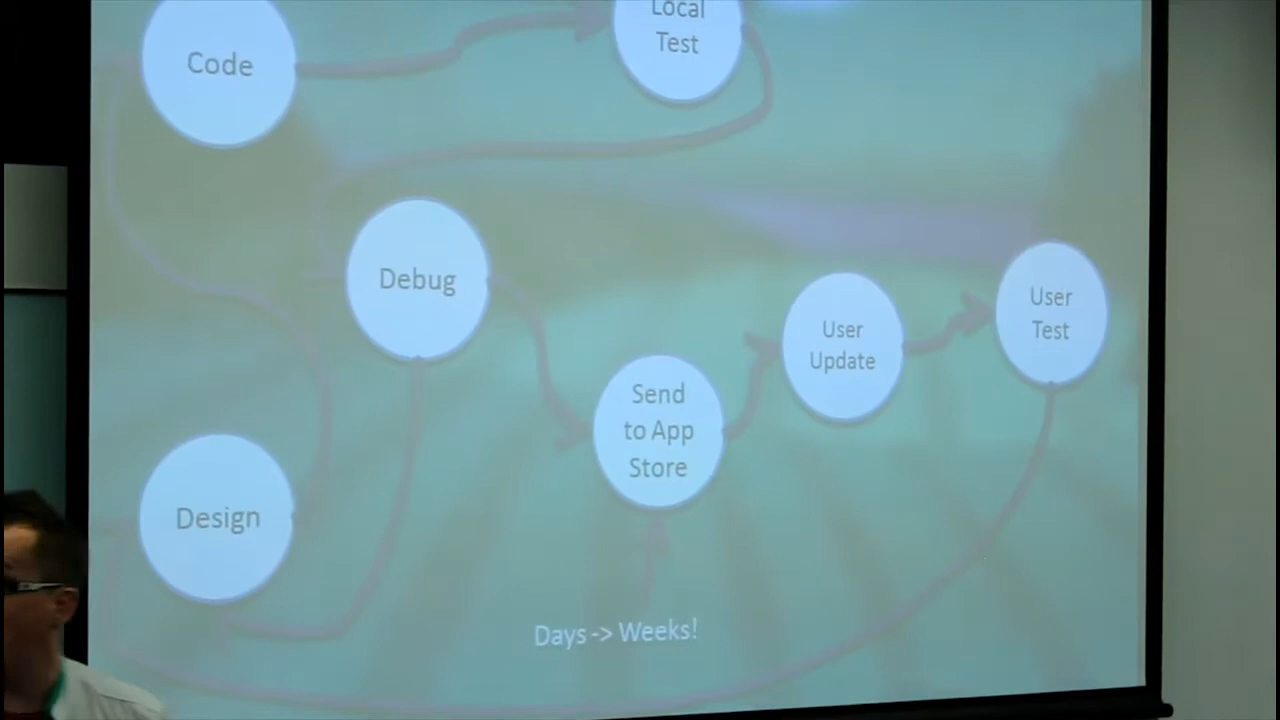 Code
Local
Test
Debug
User
Update
User
Test
Send
to App
Store
Design
Days -> Weeks!